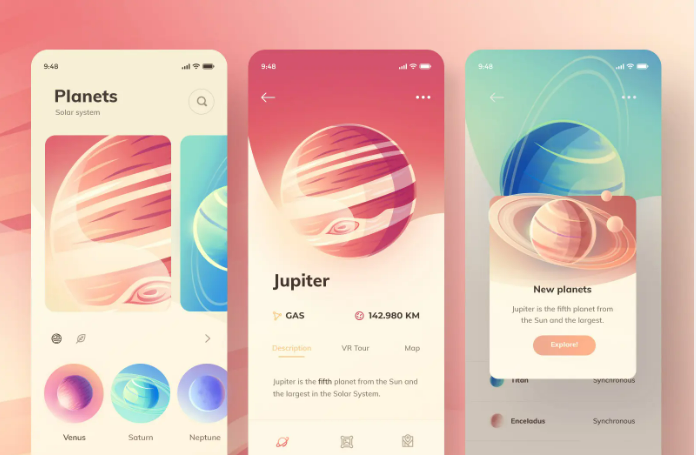 9:48
Planets
Solar system
Venus
Saturn
Neptune
9:48
Jupiter
GAS
142.980 KM
Description
VR Tour
Map
Jupiter is the fifth planet from the Sun and
the largest in the Solar System.
9:48
New planets
Jupiter is the fifth planet from
the Sun and the largest.
Explore!
Titan
Synchronous
Enceladus
Synchronous